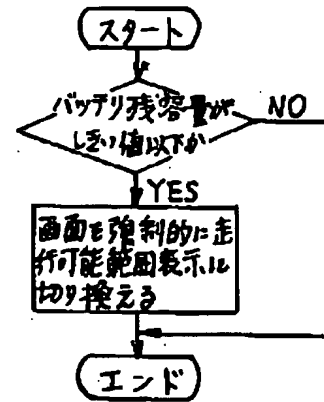 スタート
バッテリ残容量が
しきい値以下か
NO
YES
画面を強制的に走
行可能範囲表示に
切り換える
エンド